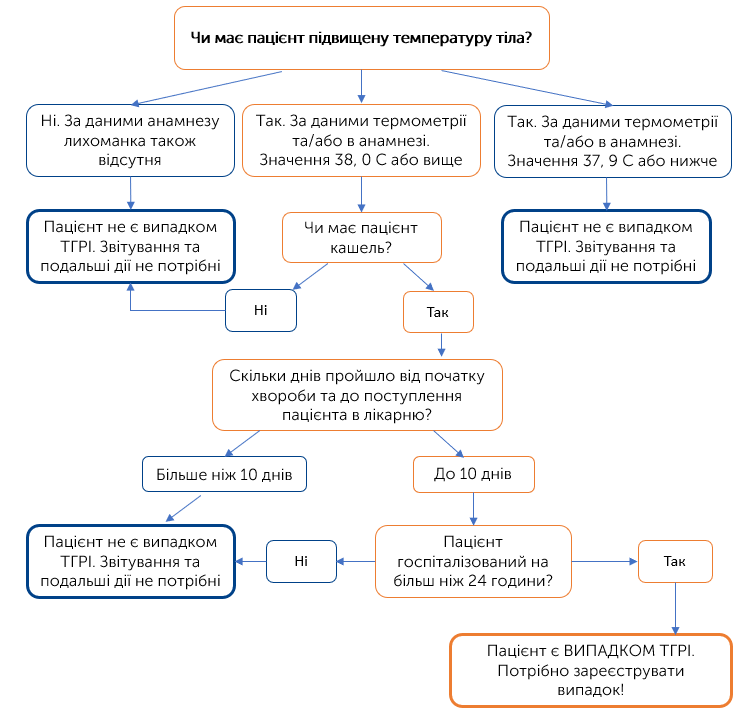 Чи має пацієнт підвищену температуру тіла?
Ні. За даними анамнезу
лихоманка також
відсутня
Так. За даними термометрії
та/або в анамнезі.
Значення 38, 0 С або вище
Так. За даними термометрії
та/або в анамнезі.
Значення 37, 9 С або нижче
Пацієнт не є випадком
ТГРІ. Звітування та
подальші дії не потрібні
Чи має пацієнт
кашель?
Пацієнт не є випадком
ТГРІ. Звітування та
подальші дії не потрібні
Ні
Так
Скільки днів пройшло від початку
хвороби та до поступлення
пацієнта в лікарню?
Більше ніж 10 днів
До 10 днів
Пацієнт не є випадком
ТГРІ. Звітування та
подальші дії не потрібні
Ні
Пацієнт
госпіталізований на
більш ніж 24 години?
Так
Пацієнт є ВИПАДКОМ ТГРІ.
Потрібно зареєструвати
випадок!